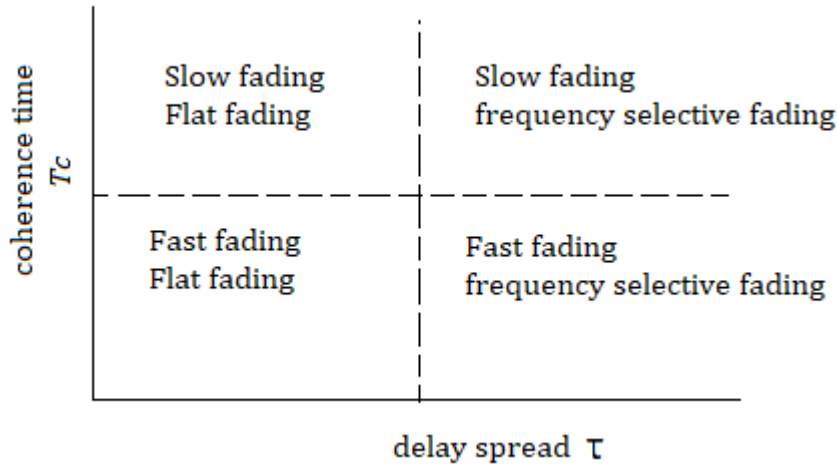 Slow fading
Flat fading
Slow fading
frequency selective fading
coherence time
Tc
Fast fading
Flat fading
Fast fading
frequency selective fading
delay spread τ